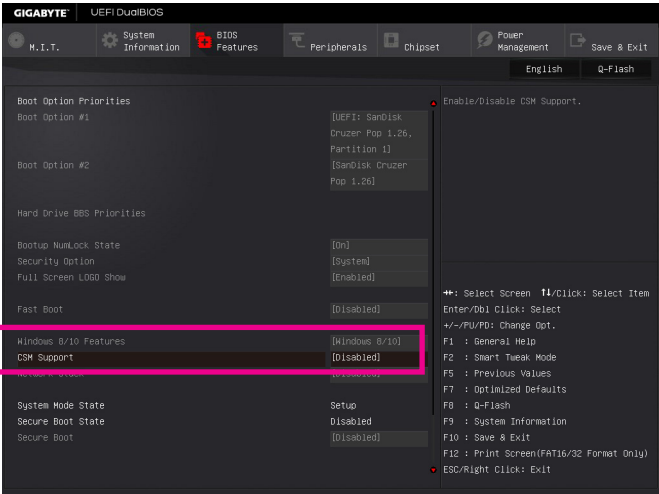 GIGABYTE™ UEFI DualBIOS
M.I.T. System Information BIOS Features Peripherals Chipset Power Management Save & Exit
English Q-Flash
Boot Option Priorities
Boot Option #1 [UEFI: SanDisk
Cruzer Pop 1.26,
Partition 1]
Boot Option #2 [SanDisk Cruzer
Pop 1.26]
Hard Drive BBS Priorities
Bootup NumLock State [On]
Security Option [System]
Full Screen LOGO Show [Enabled]
Fast Boot [Disabled]
Windows 8/10 Features [Windows 8/10]
CSM Support [Disabled]
Network Stack [Disabled]
System Mode State Setup
Secure Boot State Disabled
Secure Boot [Disabled]
Enable/Disable CSM Support.
→←: Select Screen ↑↓/Click: Select Item
Enter/Dbl Click: Select
+/-/PU/PD: Change Opt.
F1 : General Help
F2 : Smart Tweak Mode
F5 : Previous Values
F7 : Optimized Defaults
F8 : Q-Flash
F9 : System Information
F10 : Save & Exit
F12 : Print Screen(FAT16/32 Format Only)
ESC/Right Click: Exit